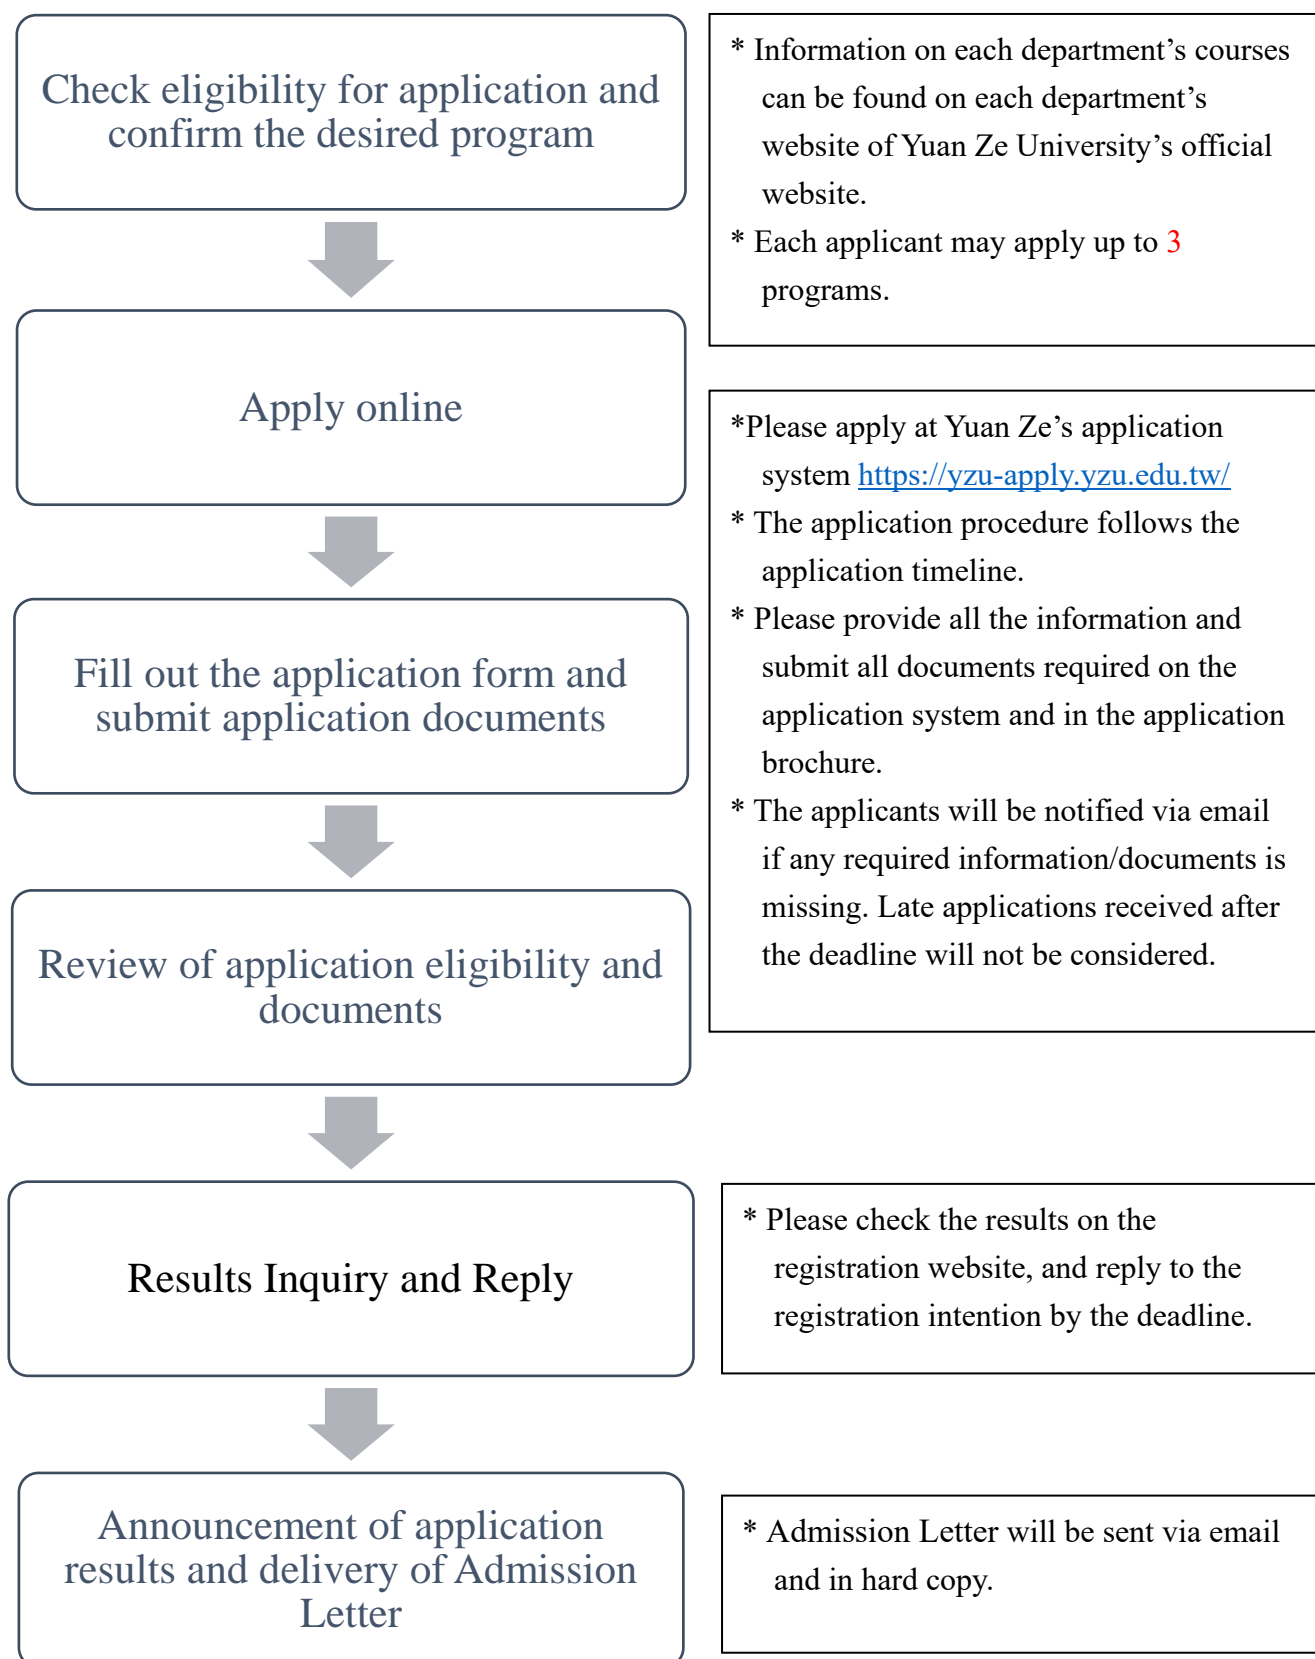 Check eligibility for application and
confirm the desired program
* Information on each department’s courses
can be found on each department’s
website of Yuan Ze University’s official
website.
* Each applicant may apply up to 3
programs.
Apply online
*Please apply at Yuan Ze’s application
system https://yzu-apply.yzu.edu.tw/
* The application procedure follows the
application timeline.
* Please provide all the information and
submit all documents required on the
application system and in the application
brochure.
* The applicants will be notified via email
if any required information/documents is
missing. Late applications received after
the deadline will not be considered.
Fill out the application form and
submit application documents
Review of application eligibility and
documents
Results Inquiry and Reply
* Please check the results on the
registration website, and reply to the
registration intention by the deadline.
Announcement of application
results and delivery of Admission
Letter
* Admission Letter will be sent via email
and in hard copy.